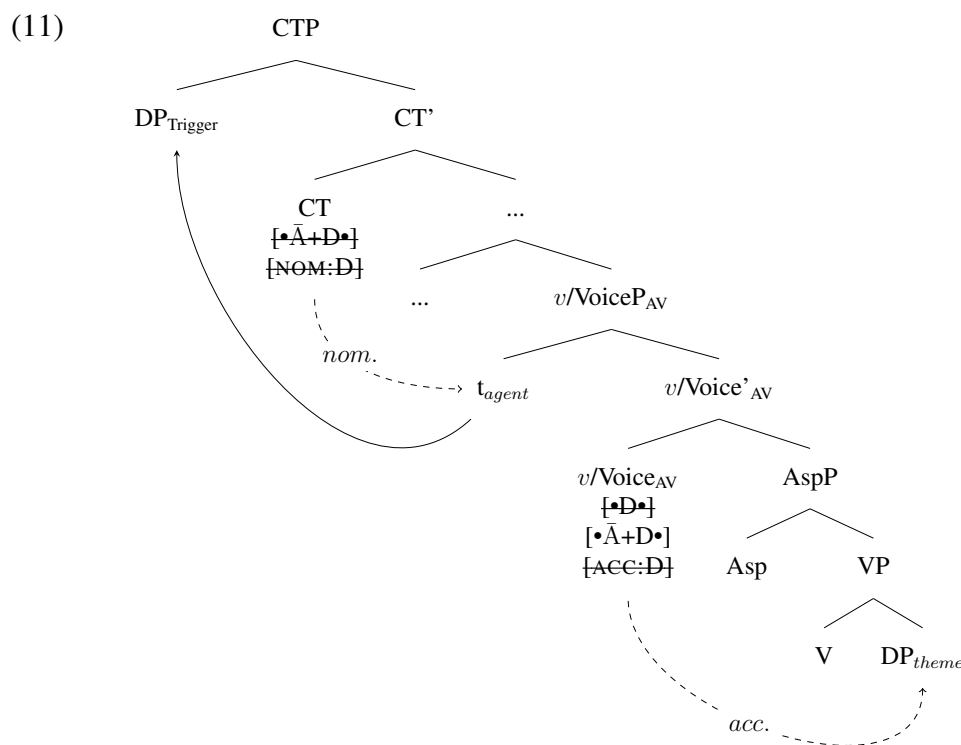 (11) CTP
DP_Trigger CT’
CT ...
[•Ā+D•]
[NOM:D] ... v/VoiceP_AV
nom.
t_agent v/Voice’_AV
v/Voice_AV AspP
[•D•]
[•Ā+D•]
[ACC:D] Asp VP
V DP_theme
acc.